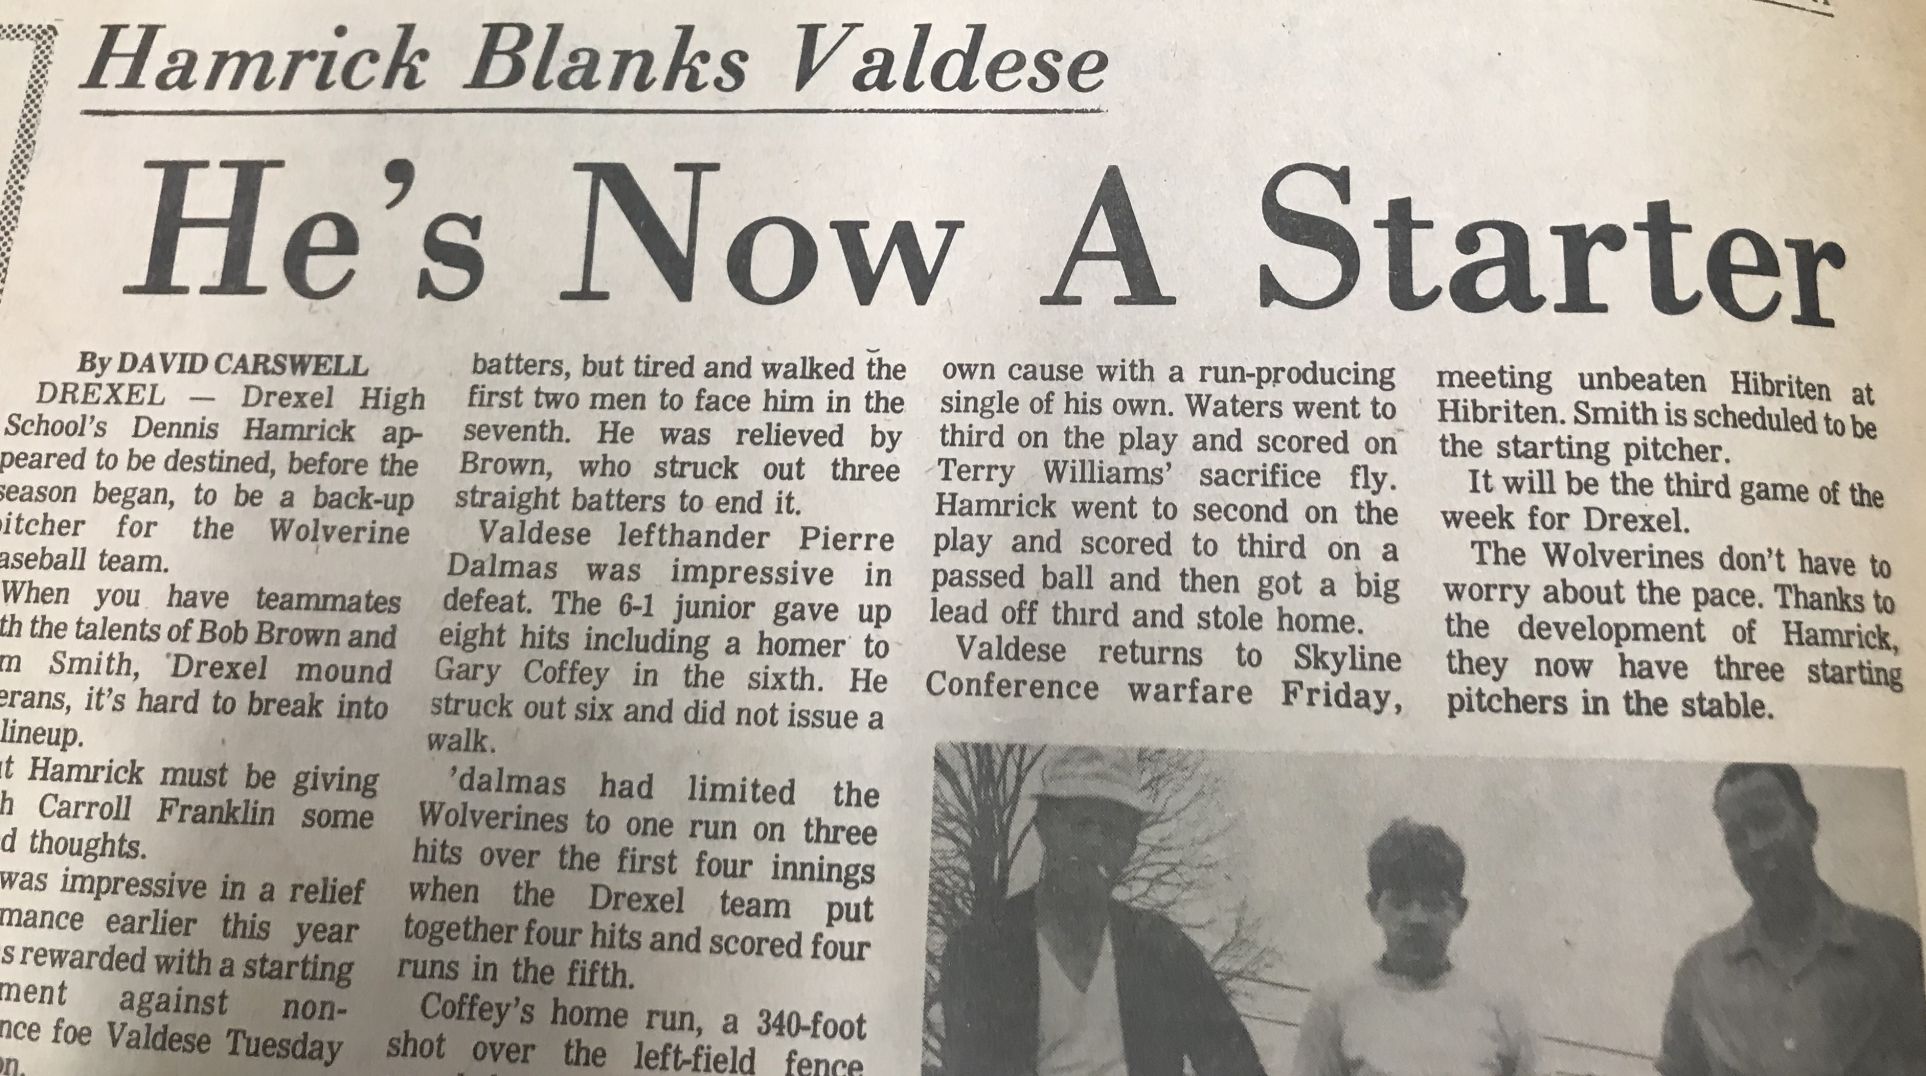 Hamrick Blanks Valdese
He's Now A Starter
By DAVID CARSWELL
DREXEL — Drexel High
School's Dennis Hamrick ap-
peared to be destined, before the
season began, to be a back-up
itcher for the Wolverine
aseball team.
When you have teammates
th the talents of Bob Brown and
m Smith, Drexel mound
erans, it's hard to break into
lineup.
t Hamrick must be giving
h Carroll Franklin some
d thoughts.
was impressive in a relief
mance earlier this year
s rewarded with a starting
ment against non-
nce foe Valdese Tuesday
on.
batters, but tired and walked the
first two men to face him in the
seventh. He was relieved by
Brown, who struck out three
straight batters to end it.
Valdese lefthander Pierre
Dalmas was impressive in
defeat. The 6-1 junior gave up
eight hits including a homer to
Gary Coffey in the sixth. He
struck out six and did not issue a
walk.
'dalmas had limited the
Wolverines to one run on three
hits over the first four innings
when the Drexel team put
together four hits and scored four
runs in the fifth.
Coffey's home run, a 340-foot
shot over the left-field fence
own cause with a run-producing
single of his own. Waters went to
third on the play and scored on
Terry Williams' sacrifice fly.
Hamrick went to second on the
play and scored to third on a
passed ball and then got a big
lead off third and stole home.
Valdese returns to Skyline
Conference warfare Friday,
meeting unbeaten Hibriten at
Hibriten. Smith is scheduled to be
the starting pitcher.
It will be the third game of the
week for Drexel.
The Wolverines don't have to
worry about the pace. Thanks to
the development of Hamrick,
they now have three starting
pitchers in the stable.